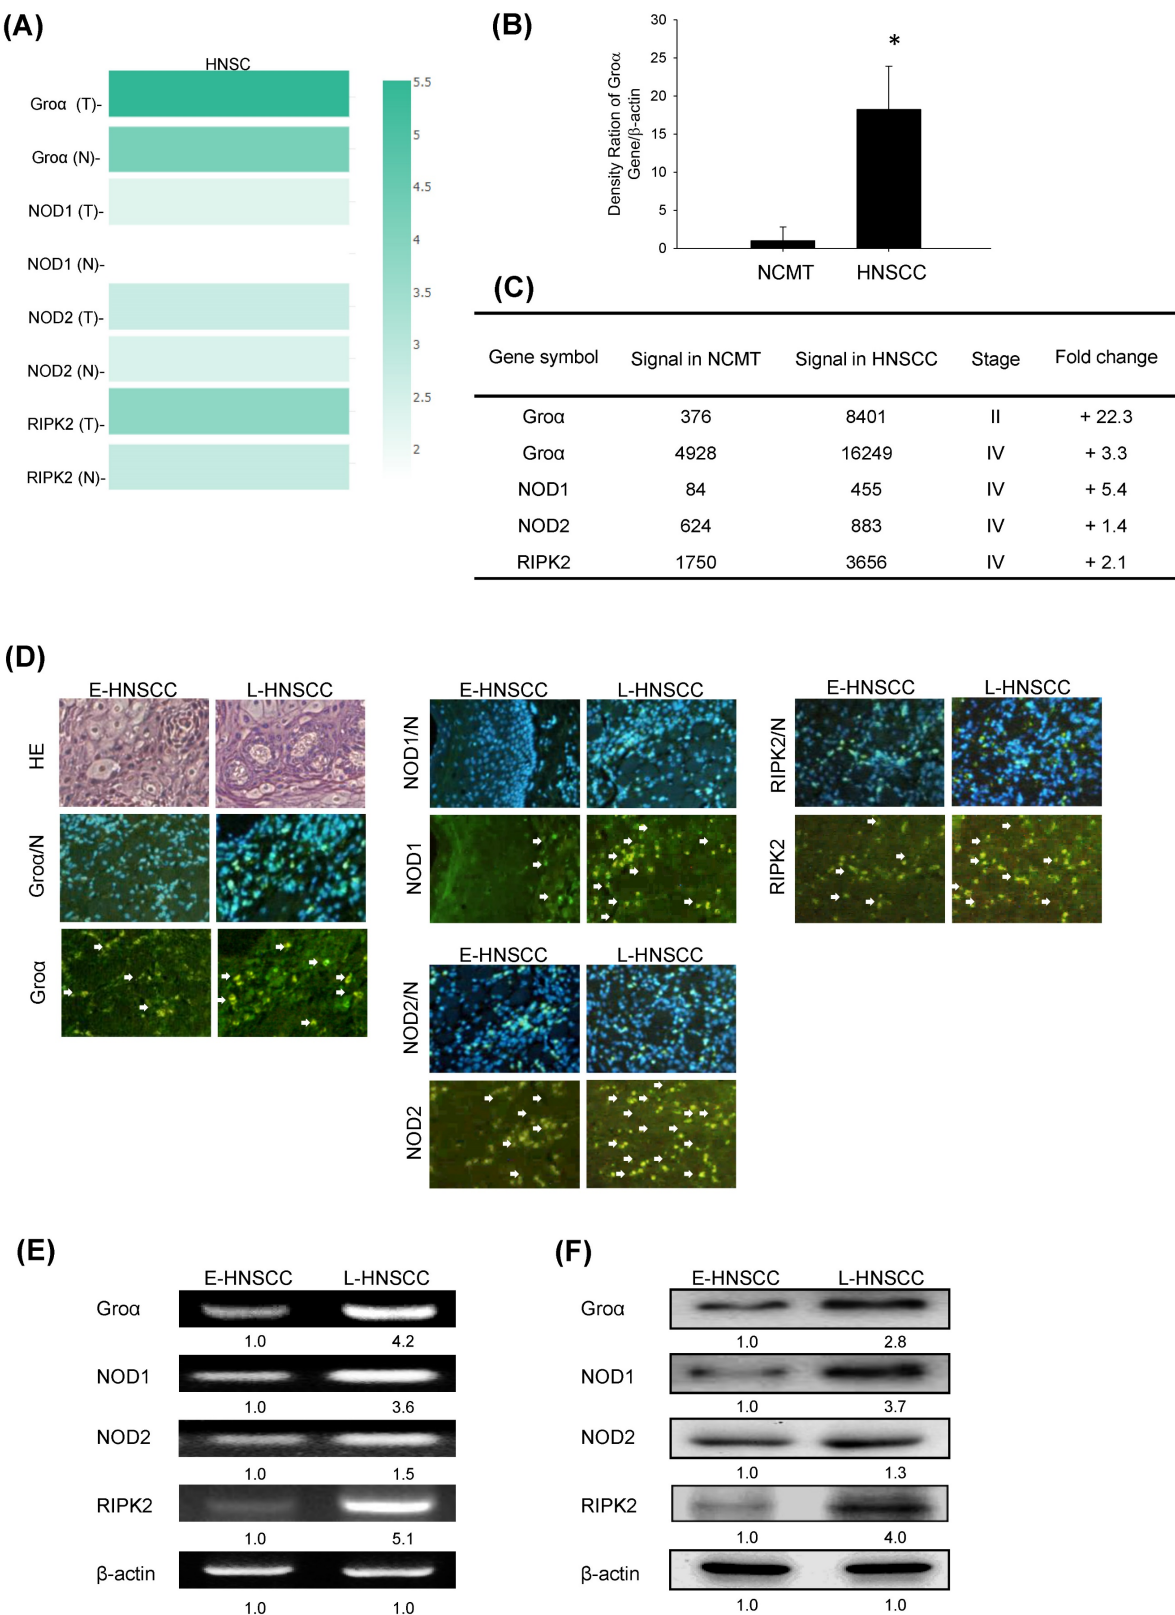 (A)
HNSC
Groα (T)-
Groα (N)-
NOD1 (T)-
NOD1 (N)-
NOD2 (T)-
NOD2 (N)-
RIPK2 (T)-
RIPK2 (N)-
5.5
5
4.5
4
3.5
3
2.5
2
(B)
Density Ration of Groα
Gene/β-actin
30
25
20
15
10
5
0
*
NCMT HNSCC
(C)
Gene symbol Signal in NCMT Signal in HNSCC Stage Fold change
Groα 376 8401 II + 22.3
Groα 4928 16249 IV + 3.3
NOD1 84 455 IV + 5.4
NOD2 624 883 IV + 1.4
RIPK2 1750 3656 IV + 2.1
(D)
E-HNSCC L-HNSCC
HE
Groα/N
Groα
E-HNSCC L-HNSCC
NOD1/N
NOD1
E-HNSCC L-HNSCC
RIPK2/N
RIPK2
E-HNSCC L-HNSCC
NOD2/N
NOD2
(E)
E-HNSCC L-HNSCC
Groα
1.0 4.2
NOD1
1.0 3.6
NOD2
1.0 1.5
RIPK2
1.0 5.1
β-actin
1.0 1.0
(F)
E-HNSCC L-HNSCC
Groα
1.0 2.8
NOD1
1.0 3.7
NOD2
1.0 1.3
RIPK2
1.0 4.0
β-actin
1.0 1.0